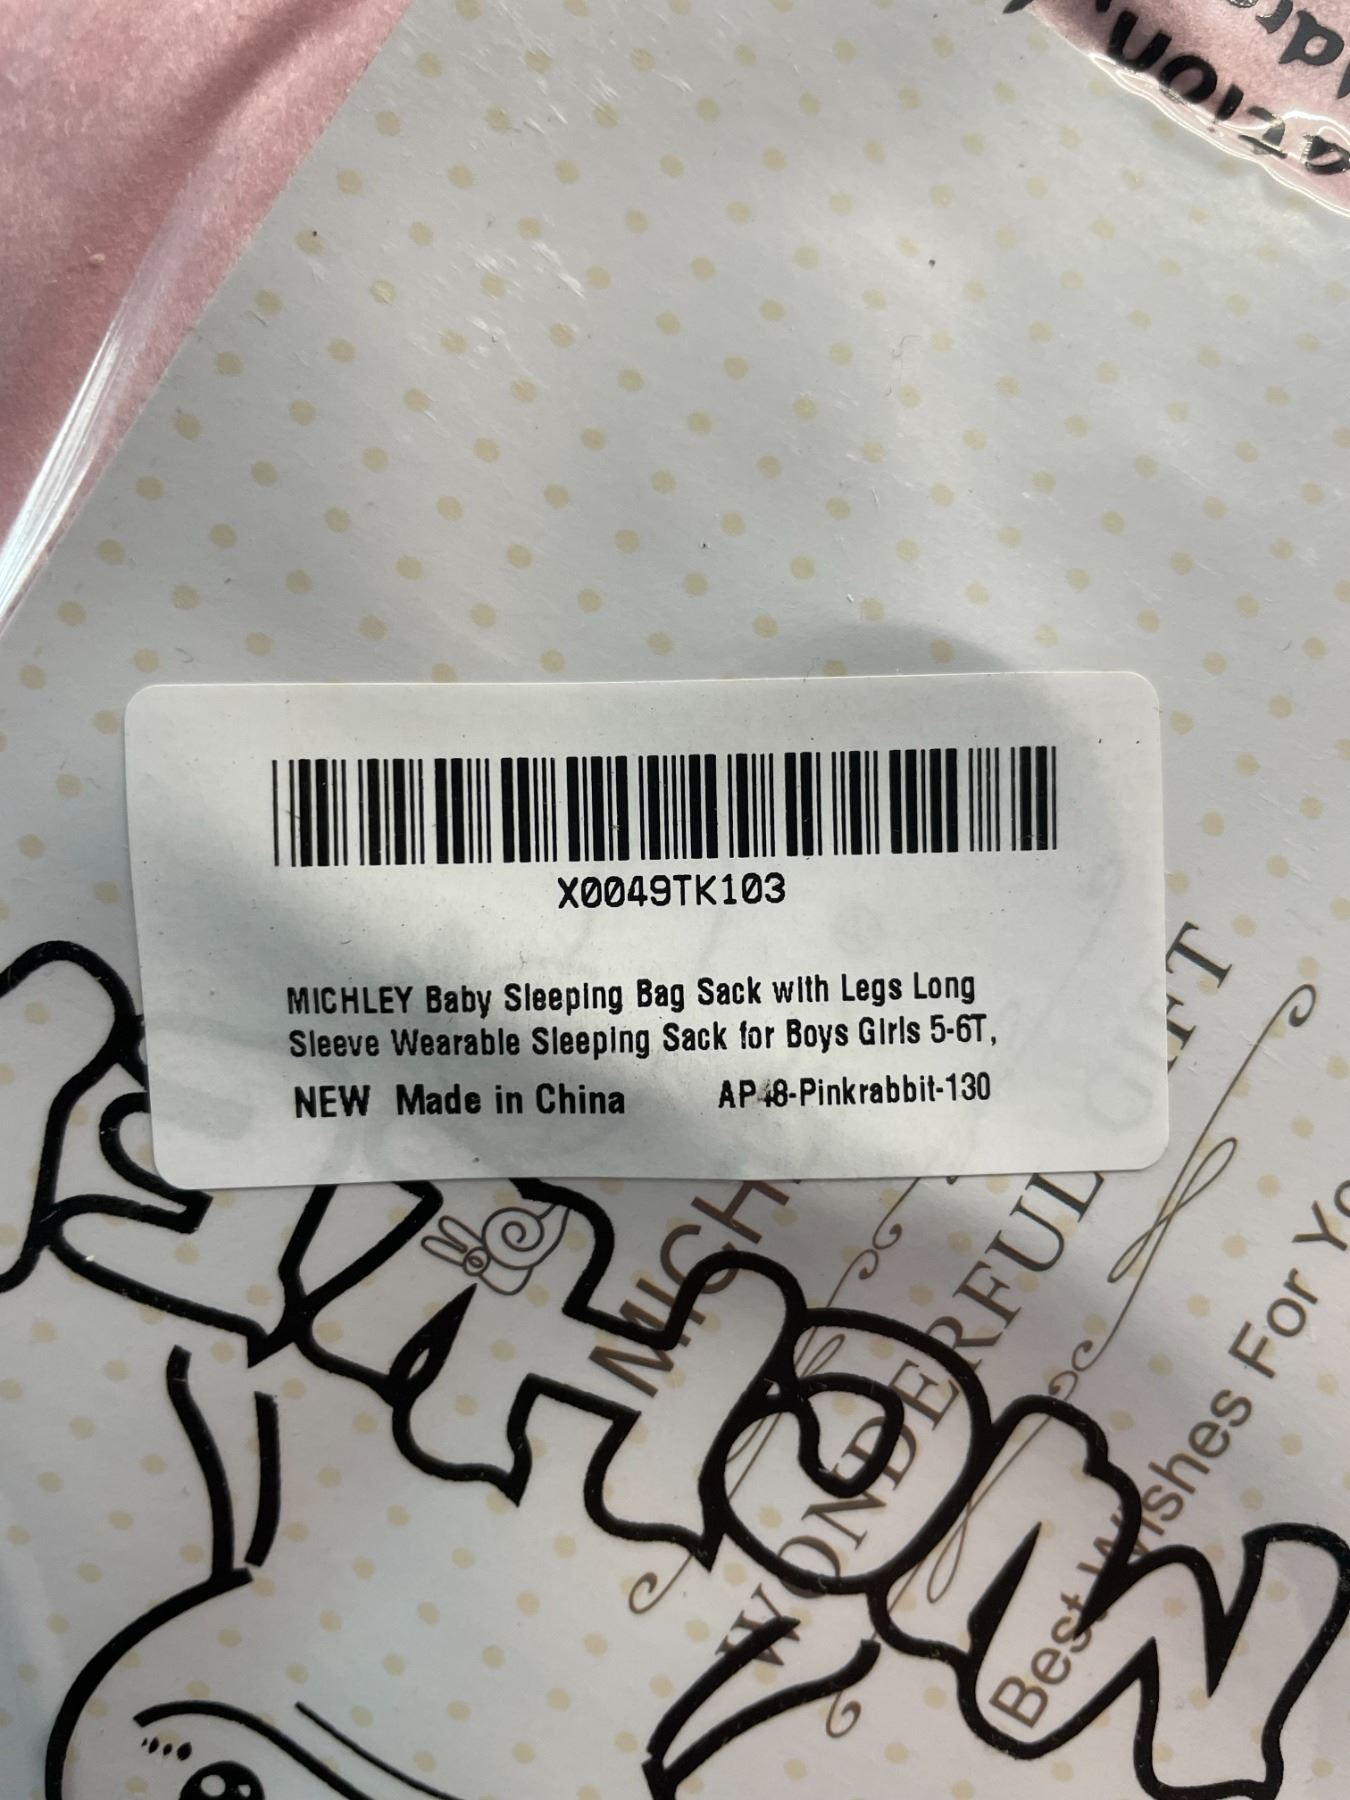 X0049TK103
MICHLEY Baby Sleeping Bag Sack with Legs Long
Sleeve Wearable Sleeping Sack for Boys Girls 5-6T,
NEW Made in China
-Pinkrabbit-130
WONDERFUL
Best Wishes For